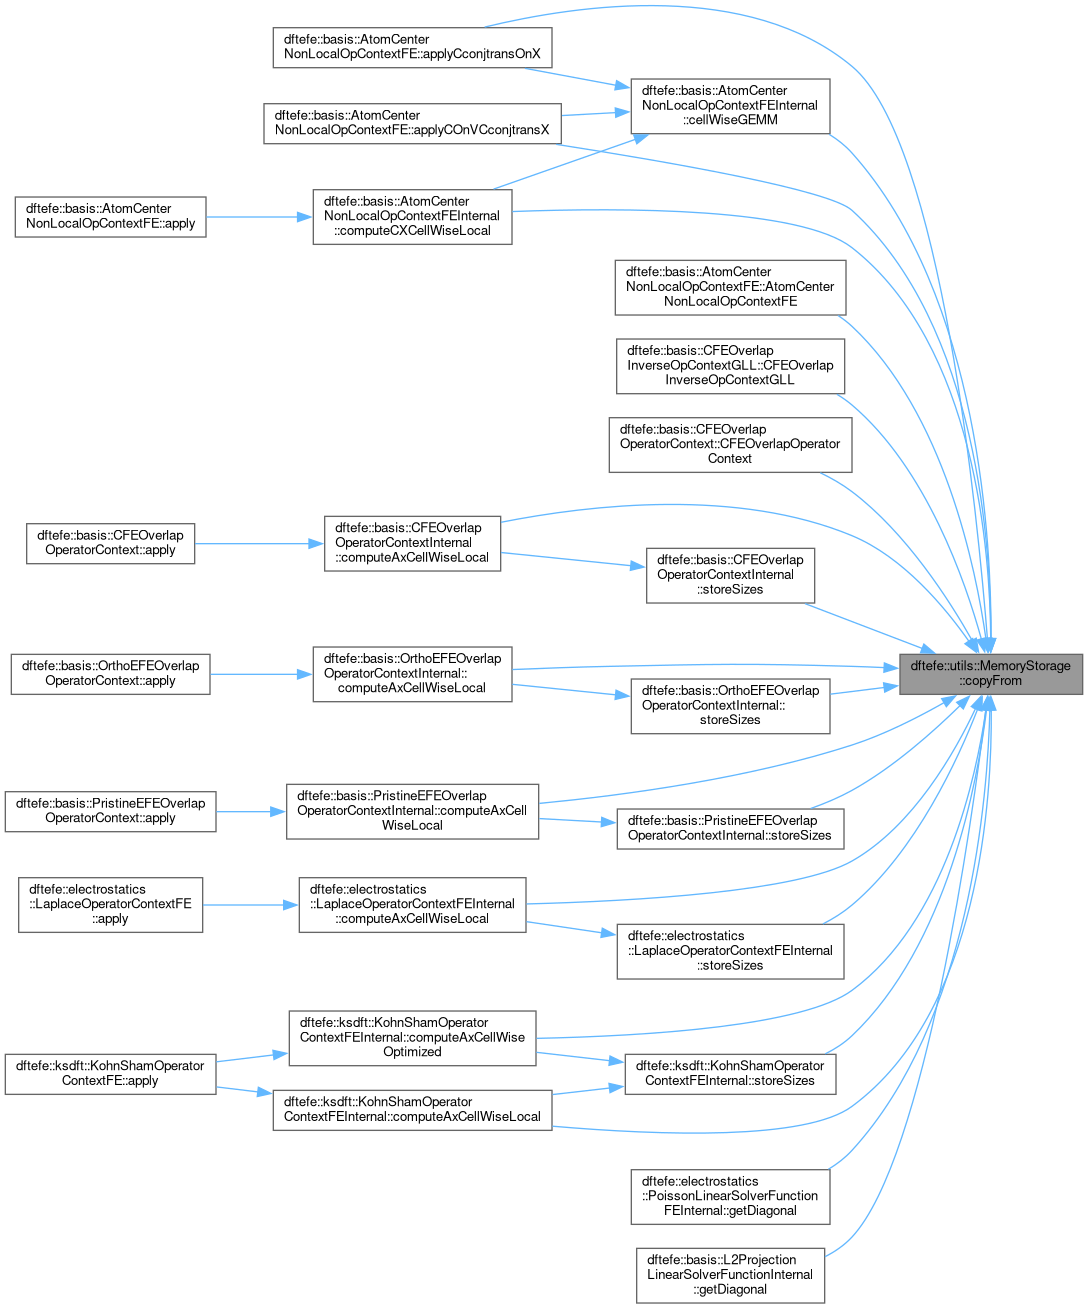 dftefe::basis::AtomCenter
NonLocalOpContextFE::applyCconjtransOnX
dftefe::basis::AtomCenter
NonLocalOpContextFEInternal
::cellWiseGEMM
dftefe::basis::AtomCenter
NonLocalOpContextFE::applyCOnVCconjtransX
dftefe::basis::AtomCenter
NonLocalOpContextFE::apply
dftefe::basis::AtomCenter
NonLocalOpContextFEInternal
::computeCXCellWiseLocal
dftefe::basis::AtomCenter
NonLocalOpContextFE::AtomCenter
NonLocalOpContextFE
dftefe::basis::CFEOverlap
InverseOpContextGLL::CFEOverlap
InverseOpContextGLL
dftefe::basis::CFEOverlap
OperatorContext::CFEOverlapOperator
Context
dftefe::basis::CFEOverlap
OperatorContext::apply
dftefe::basis::CFEOverlap
OperatorContextInternal
::computeAxCellWiseLocal
dftefe::basis::CFEOverlap
OperatorContextInternal
::storeSizes
dftefe::utils::MemoryStorage
::copyFrom
dftefe::basis::OrthoEFEOverlap
OperatorContext::apply
dftefe::basis::OrthoEFEOverlap
OperatorContextInternal::
computeAxCellWiseLocal
dftefe::basis::OrthoEFEOverlap
OperatorContextInternal::
storeSizes
dftefe::basis::PristineEFEOverlap
OperatorContext::apply
dftefe::basis::PristineEFEOverlap
OperatorContextInternal::computeAxCell
WiseLocal
dftefe::basis::PristineEFEOverlap
OperatorContextInternal::storeSizes
dftefe::electrostatics
::LaplaceOperatorContextFE
::apply
dftefe::electrostatics
::LaplaceOperatorContextFEInternal
::computeAxCellWiseLocal
dftefe::electrostatics
::LaplaceOperatorContextFEInternal
::storeSizes
dftefe::ksdft::KohnShamOperator
ContextFE::apply
dftefe::ksdft::KohnShamOperator
ContextFEInternal::computeAxCellWise
Optimized
dftefe::ksdft::KohnShamOperator
ContextFEInternal::storeSizes
dftefe::ksdft::KohnShamOperator
ContextFEInternal::computeAxCellWiseLocal
dftefe::electrostatics
::PoissonLinearSolverFunction
FEInternal::getDiagonal
dftefe::basis::L2Projection
LinearSolverFunctionInternal
::getDiagonal